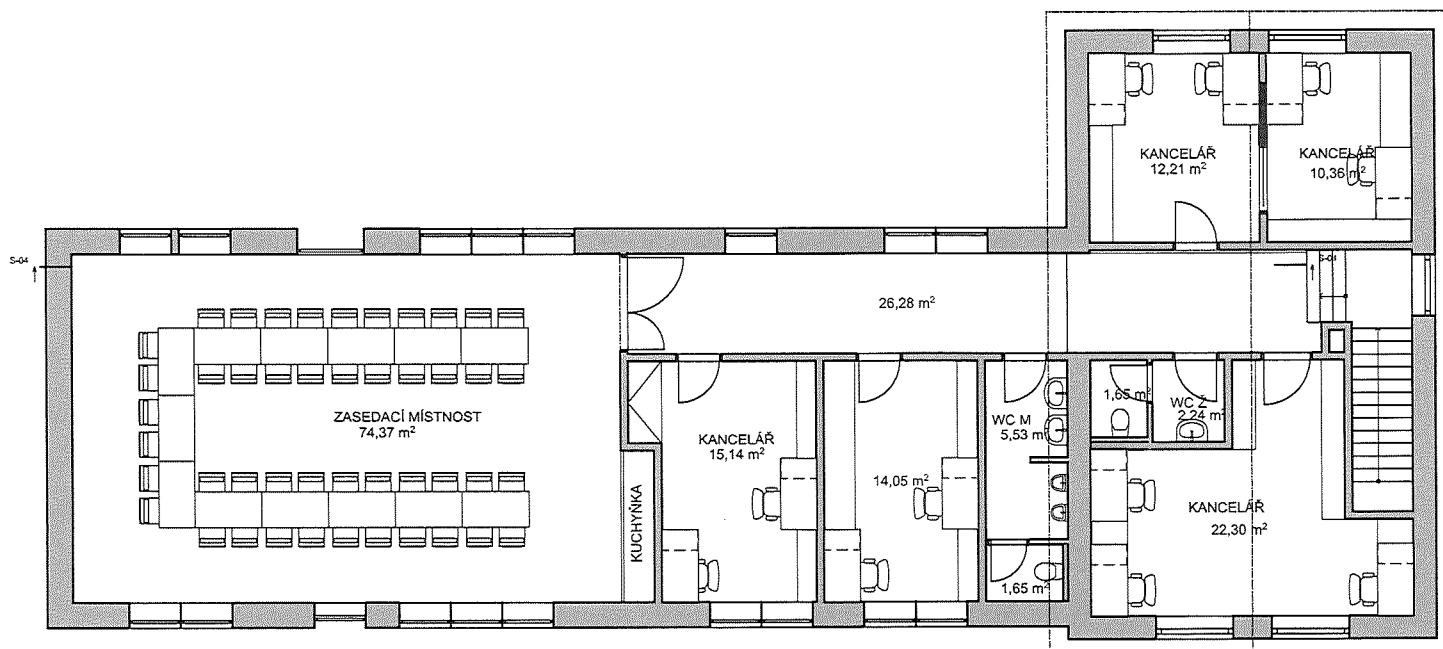 KANCELÁŘ
12,21 m²
KANCELÁŘ
10,36 m²
S-04
S-04
26,28 m²
ZASEDACÍ MÍSTNOST
74,37 m²
KUCHYŇKA
KANCELÁŘ
15,14 m²
14,05 m²
WC M
5,53 m
1,65 m²
1,65 m²
WC Ž
2,24 m²
KANCELÁŘ
22,30 m²